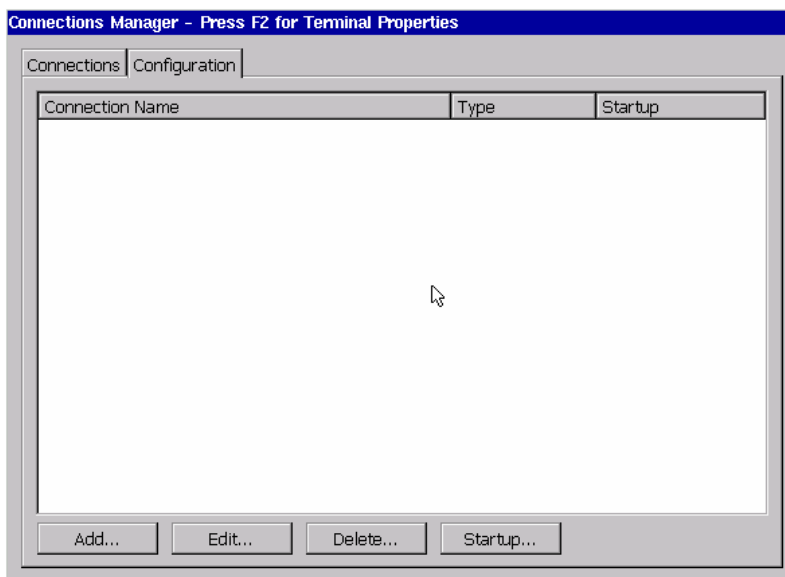 Connections Manager - Press F2 for Terminal Properties
Connections Configuration
Connection Name Type Startup
Add... Edit... Delete... Startup...